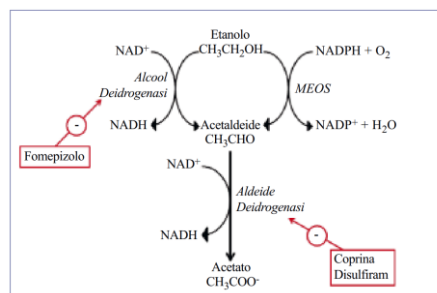 Etanolo
CH₃CH₂OH
NAD⁺
NADPH + O₂
Alcool
Deidrogenasi
MEOS
-
Fomepizolo
NADH
Acetaldeide
CH₃CHO
NADP⁺ + H₂O
NAD⁺
Aldeide
Deidrogenasi
NADH
-
Coprina
Disulfiram
Acetato
CH₃COO⁻